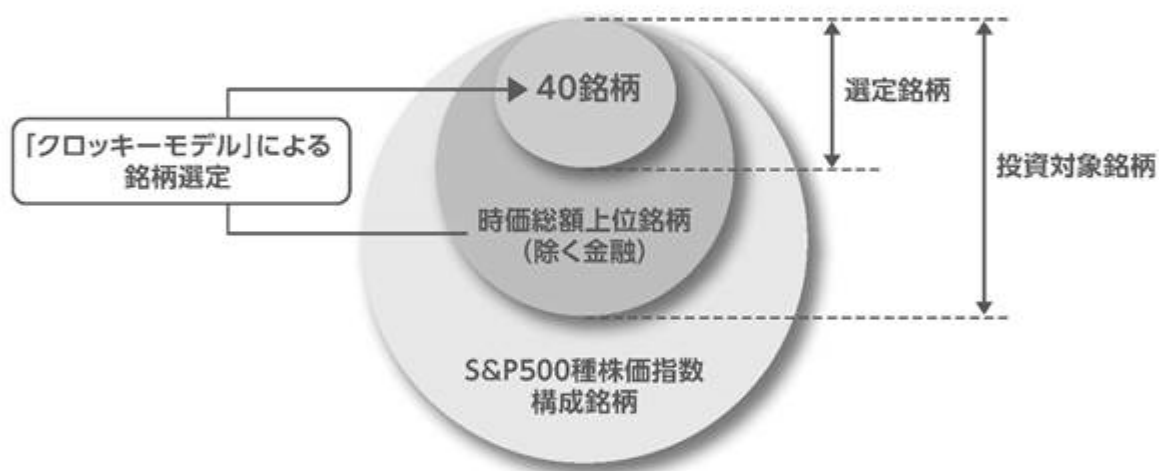 40銘柄
選定銘柄
「クロッキーモデル」による
銘柄選定
投資対象銘柄
時価総額上位銘柄
(除く金融)
S&P500種株価指数
構成銘柄